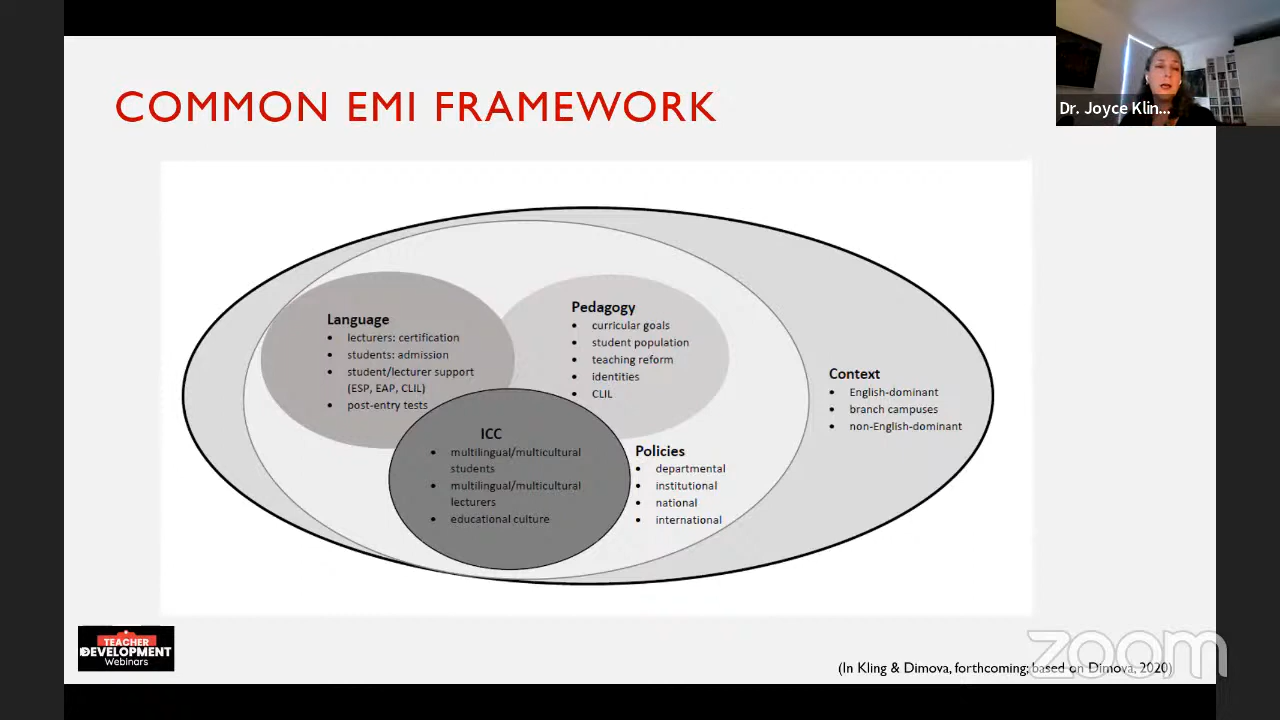 COMMON EMI FRAMEWORK
Dr. Joyce Klin...
Language
• lecturers: certification
• students: admission
• student/lecturer support
(ESP, EAP, CLIL)
• post-entry tests
Pedagogy
• curricular goals
• student population
• teaching reform
• identities
• CLIL
ICC
• multilingual/multicultural
students
• multilingual/multicultural
lecturers
• educational culture
Policies
• departmental
• institutional
• national
• international
Context
• English-dominant
• branch campuses
• non-English-dominant
TEACHER
DEVELOPMENT
Webinars
zoom
(In Kling & Dimova, forthcoming; based on Dimova, 2020)